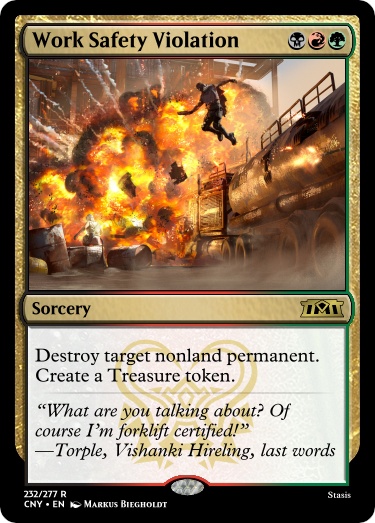 Work Safety Violation
Sorcery
Destroy target nonland permanent.
Create a Treasure token.
“What are you talking about? Of
course I’m forklift certified!”
—Torple, Vishanki Hireling, last words
232/277 R
Stasis
CNY • EN Markus Biegholdt